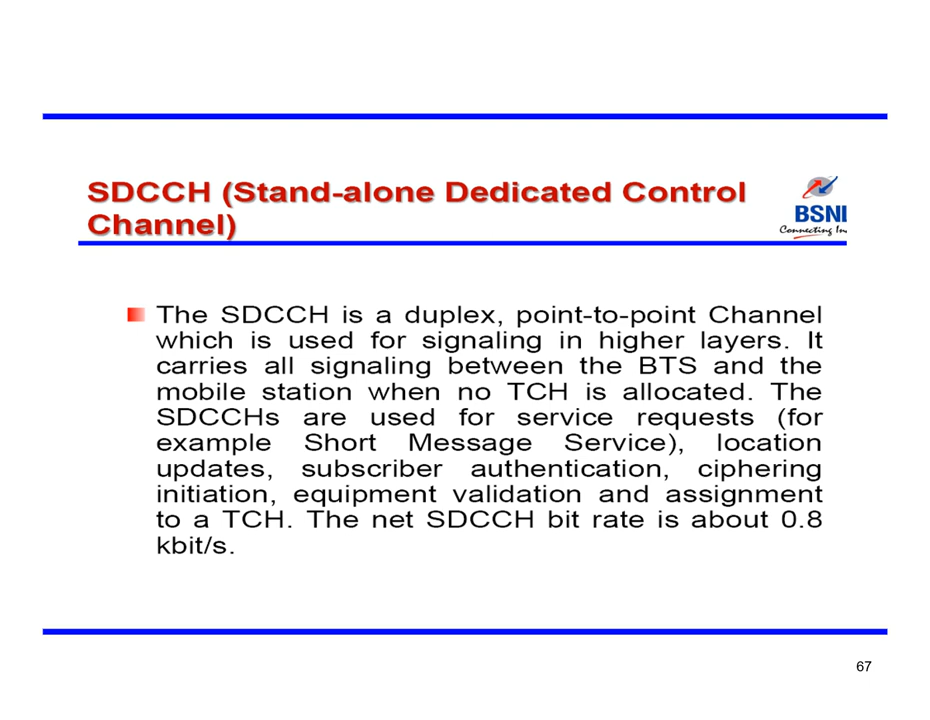 SDCCH (Stand-alone Dedicated Control
Channel)
BSNL
Connecting In
The SDCCH is a duplex, point-to-point Channel
which is used for signaling in higher layers. It
carries all signaling between the BTS and the
mobile station when no TCH is allocated. The
SDCCHs are used for service requests (for
example Short Message Service), location
updates, subscriber authentication, ciphering
initiation, equipment validation and assignment
to a TCH. The net SDCCH bit rate is about 0.8
kbit/s.
67